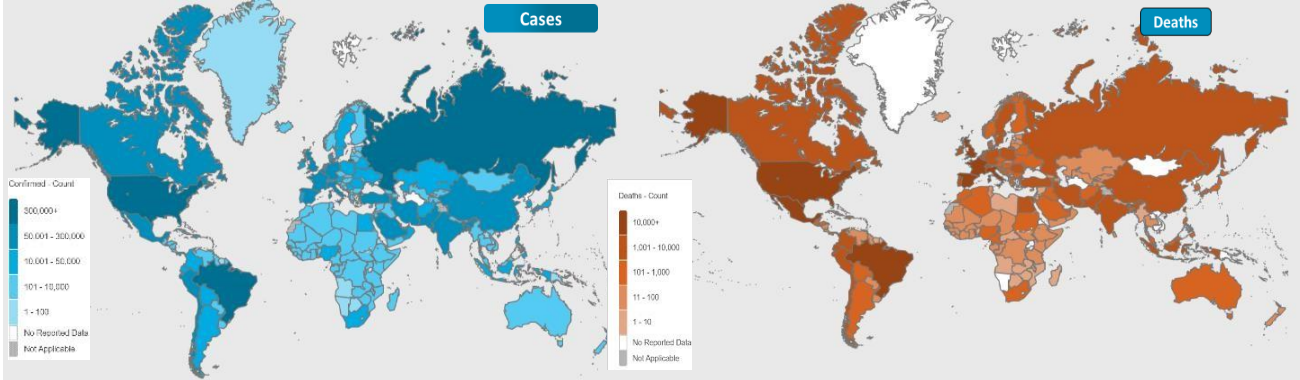 Cases
Deaths
Confirmed - Count
300,000+
50,001 - 300,000
10,001 - 50,000
101 - 10,000
1 - 100
No Reported Data
Not Applicable
Deaths - Count
10,000+
1,001 - 10,000
101 - 1,000
11 - 100
1 - 10
No Reported Data
Not Applicable